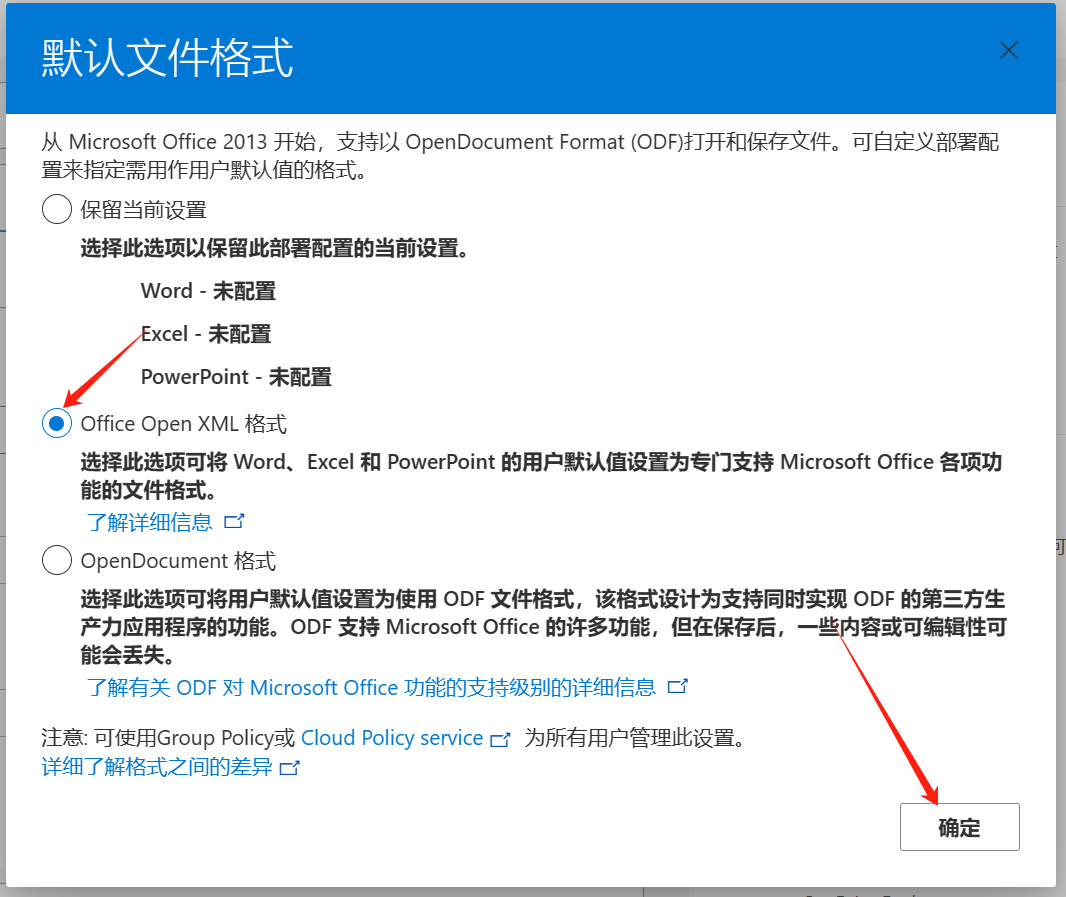 默认文件格式
从 Microsoft Office 2013 开始，支持以 OpenDocument Format (ODF)打开和保存文件。可自定义部署配
置来指定需用作用户默认值的格式。
保留当前设置
选择此选项以保留此部署配置的当前设置。
Word - 未配置
Excel - 未配置
PowerPoint - 未配置
Office Open XML 格式
选择此选项可将 Word、Excel 和 PowerPoint 的用户默认值设置为专门支持 Microsoft Office 各项功
能的文件格式。
了解详细信息
OpenDocument 格式
选择此选项可将用户默认值设置为使用 ODF 文件格式，该格式设计为支持同时实现 ODF 的第三方生
产力应用程序的功能。ODF 支持 Microsoft Office 的许多功能，但在保存后，一些内容或可编辑性可
能会丢失。
了解有关 ODF 对 Microsoft Office 功能的支持级别的详细信息
注意: 可使用Group Policy或 Cloud Policy service 为所有用户管理此设置。
详细了解格式之间的差异
确定